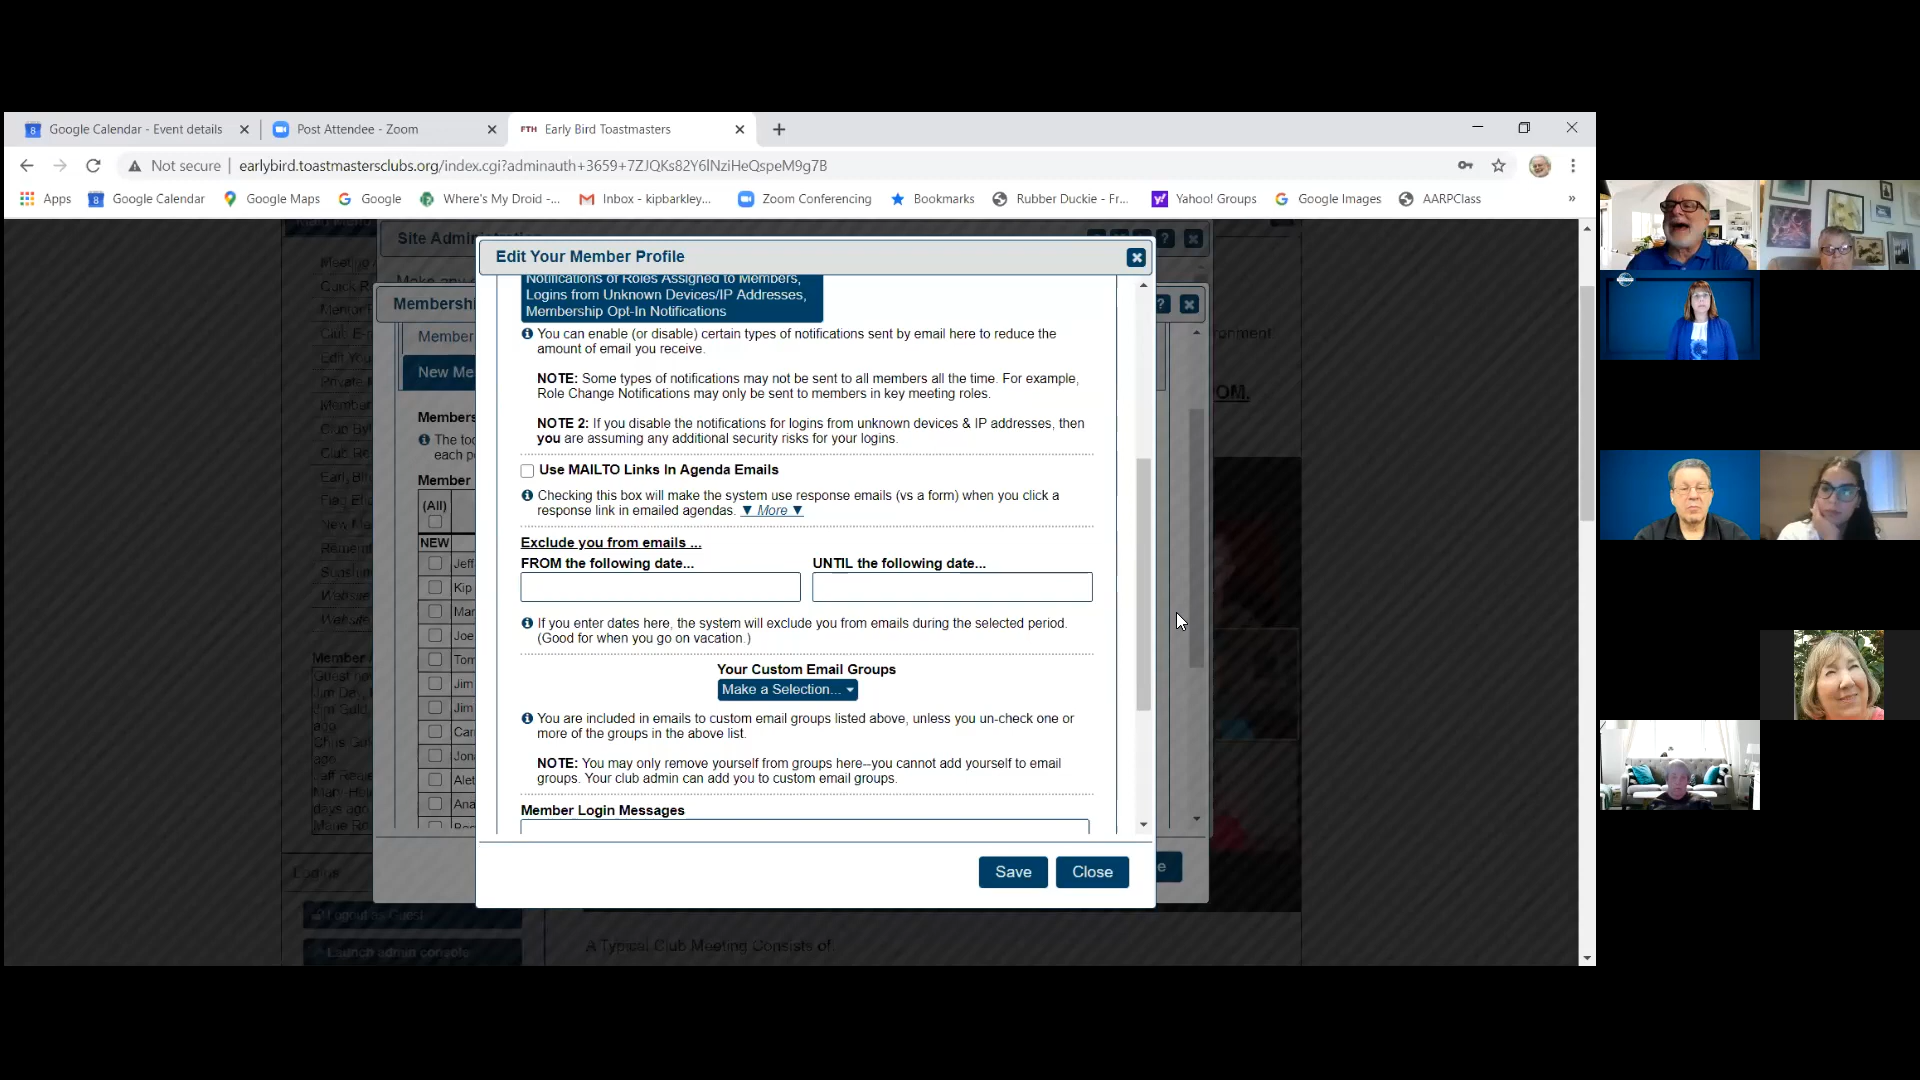 Google Calendar - Event details
Post Attendee - Zoom
FTH Early Bird Toastmasters
Not secure | earlybird.toastmastersclubs.org/index.cgi?adminauth+3659+7ZJQKs82Y6lNziHeQspeM9g7B
Apps
Google Calendar
Google Maps
Google
Where's My Droid -...
Inbox - kipbarkley...
Zoom Conferencing
Bookmarks
Rubber Duckie - Fr...
Yahoo! Groups
Google Images
AARPClass
»
Site Administration
Edit Your Member Profile
Notifications of Roles Assigned to Members,
Logins from Unknown Devices/IP Addresses,
Membership Opt-In Notifications
You can enable (or disable) certain types of notifications sent by email here to reduce the
amount of email you receive.
NOTE: Some types of notifications may not be sent to all members all the time. For example,
Role Change Notifications may only be sent to members in key meeting roles.
NOTE 2: If you disable the notifications for logins from unknown devices & IP addresses, then
you are assuming any additional security risks for your logins.
Use MAILTO Links In Agenda Emails
Checking this box will make the system use response emails (vs a form) when you click a
response link in emailed agendas. ▼ More ▼
Exclude you from emails ...
FROM the following date...
UNTIL the following date...
If you enter dates here, the system will exclude you from emails during the selected period.
(Good for when you go on vacation.)
Your Custom Email Groups
Make a Selection...
You are included in emails to custom email groups listed above, unless you un-check one or
more of the groups in the above list.
NOTE: You may only remove yourself from groups here--you cannot add yourself to email
groups. Your club admin can add you to custom email groups.
Member Login Messages
Save
Close
Membershi
Member
New Me
Members
The too
each pe
Member
(All)
NEW
Jeff
Kip
Mar
Joe
Tom
Jim
Jim
Car
Jon
Alet
Ana
ronment
OM.
Logout as Guest
Launch admin console
A Typical Club Meeting Consists of